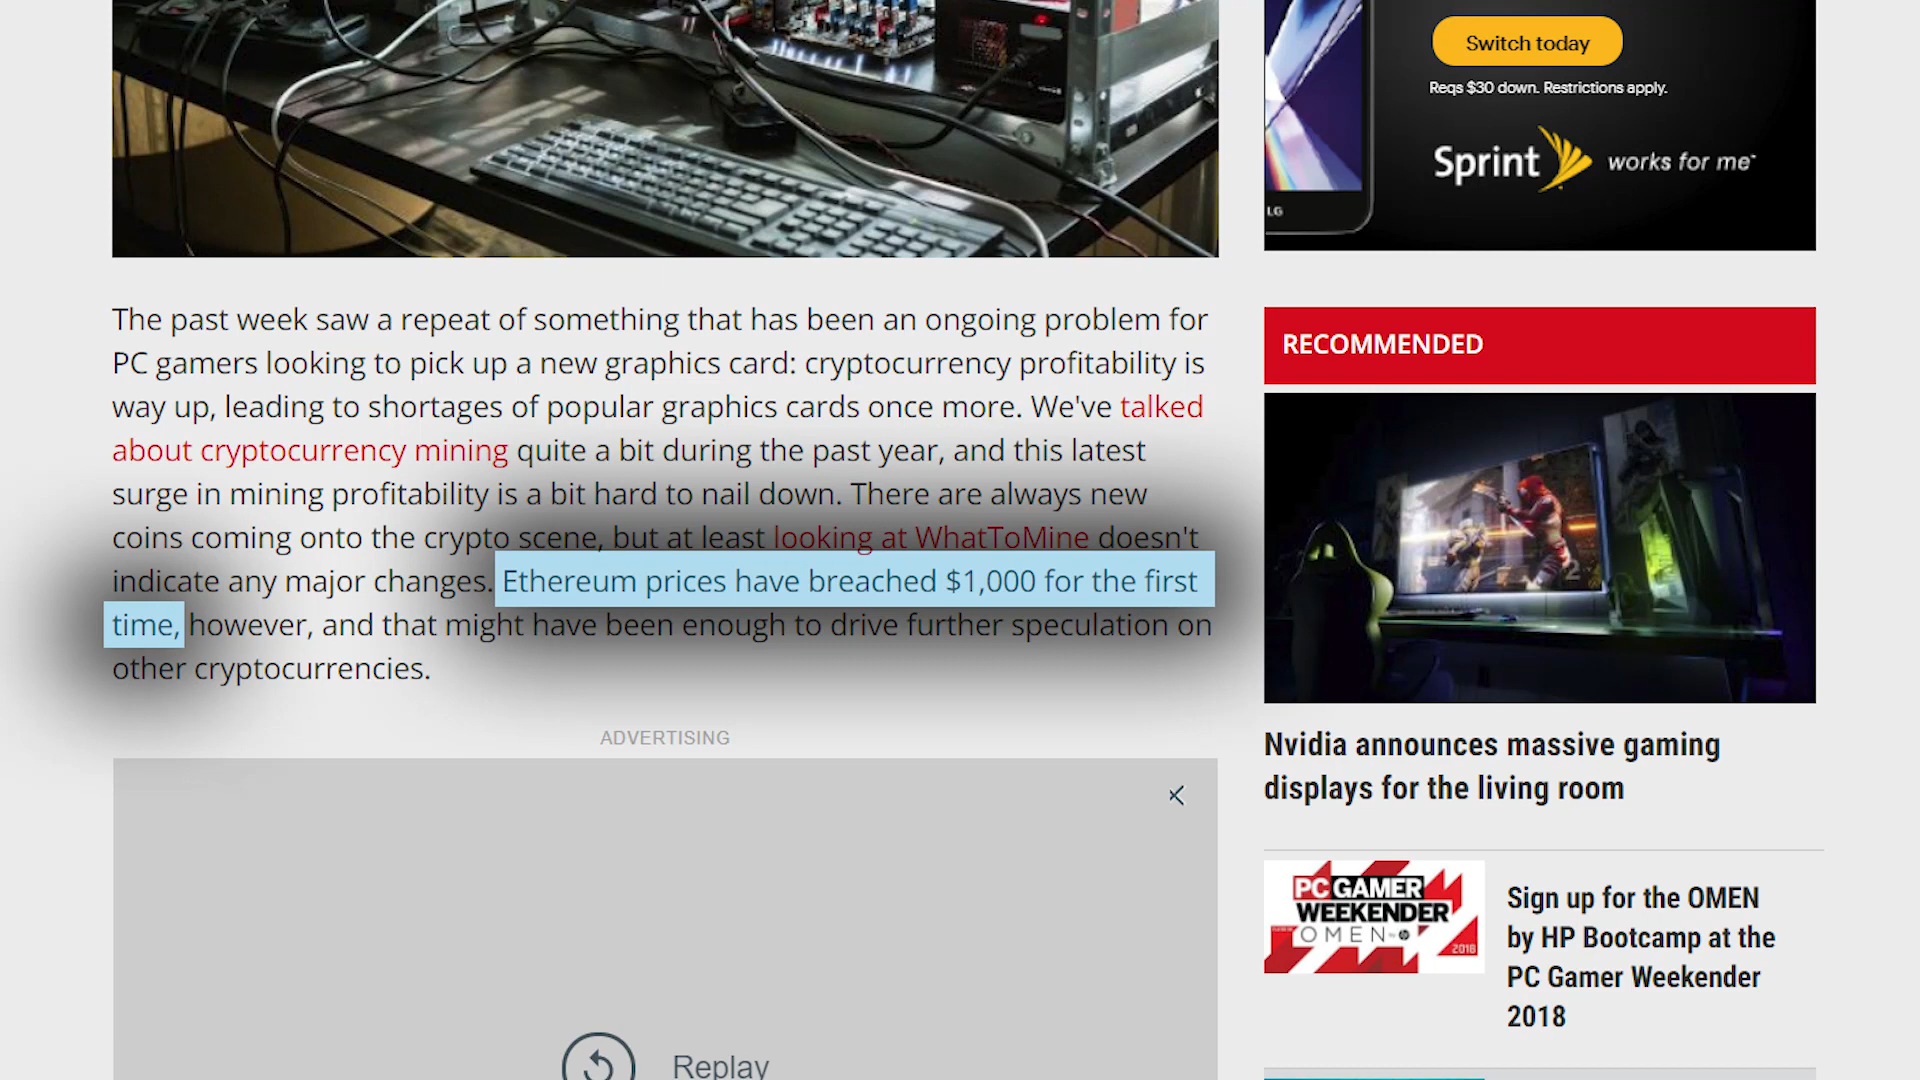 Switch today
Reqs $30 down. Restrictions apply.
Sprint works for me
LG
The past week saw a repeat of something that has been an ongoing problem for
PC gamers looking to pick up a new graphics card: cryptocurrency profitability is
way up, leading to shortages of popular graphics cards once more. We've talked
about cryptocurrency mining quite a bit during the past year, and this latest
surge in mining profitability is a bit hard to nail down. There are always new
coins coming onto the crypto scene, but at least looking at WhatToMine doesn't
indicate any major changes. Ethereum prices have breached $1,000 for the first
time, however, and that might have been enough to drive further speculation on
other cryptocurrencies.
ADVERTISING
Replay
RECOMMENDED
Nvidia announces massive gaming
displays for the living room
PC GAMER
WEEKENDER
OMEN by hp
2018
Sign up for the OMEN
by HP Bootcamp at the
PC Gamer Weekender
2018